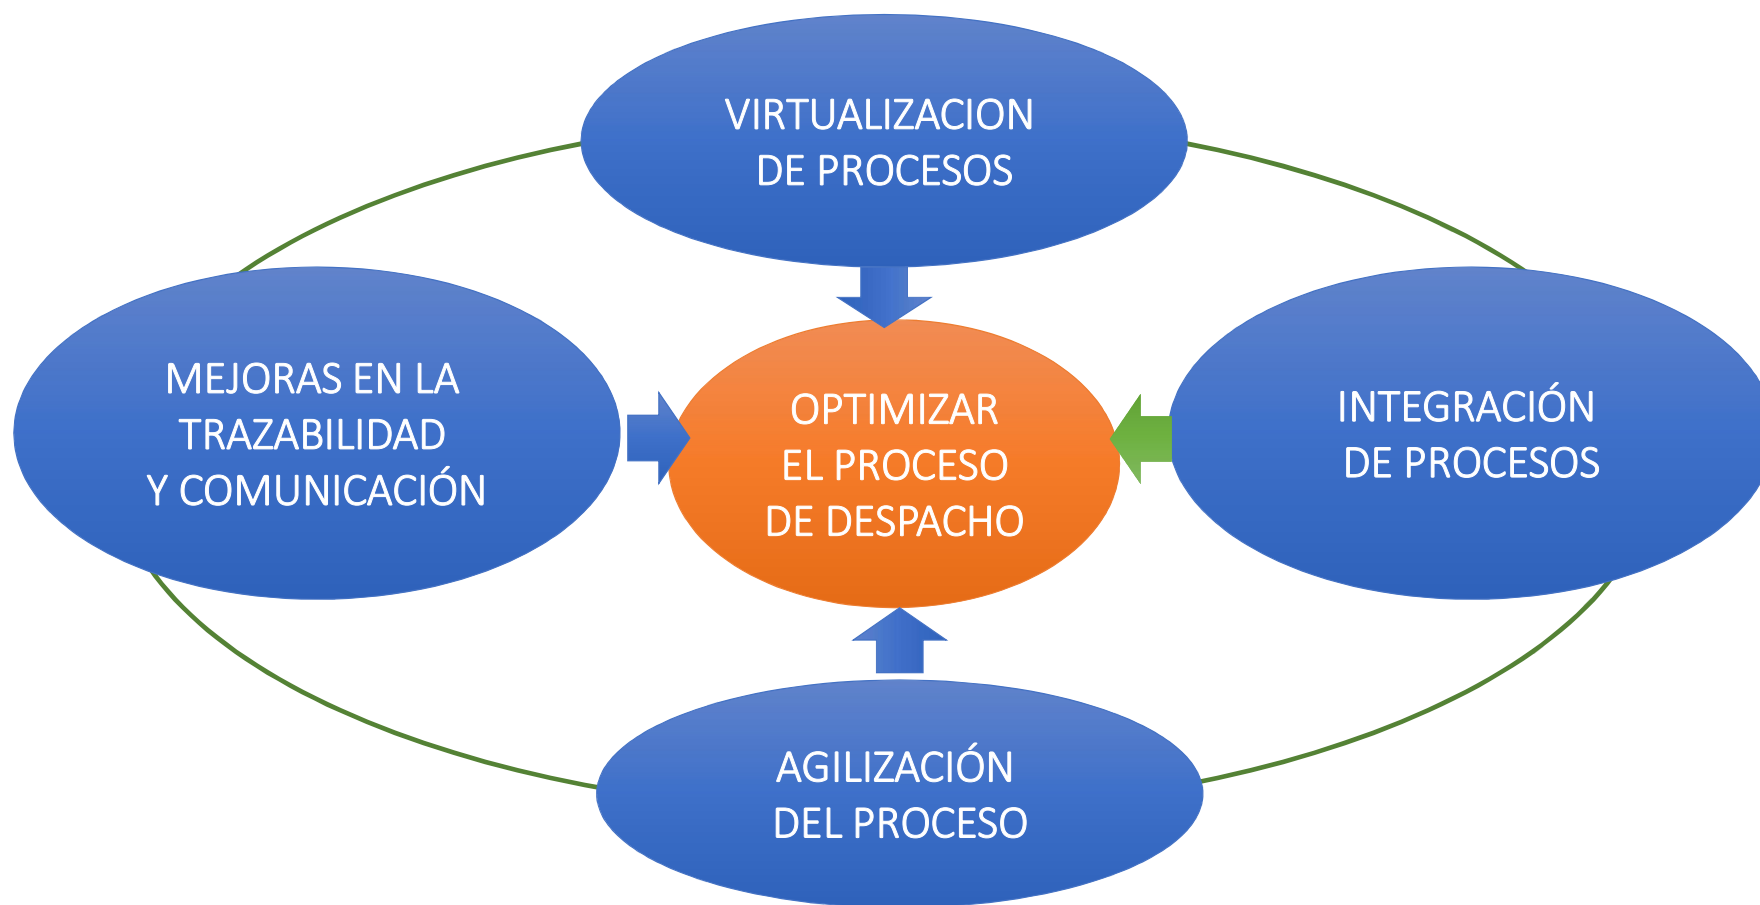 VIRTUALIZACION
DE PROCESOS
MEJORAS EN LA
TRAZABILIDAD
Y COMUNICACIÓN
OPTIMIZAR
EL PROCESO
DE DESPACHO
INTEGRACIÓN
DE PROCESOS
AGILIZACIÓN
DEL PROCESO